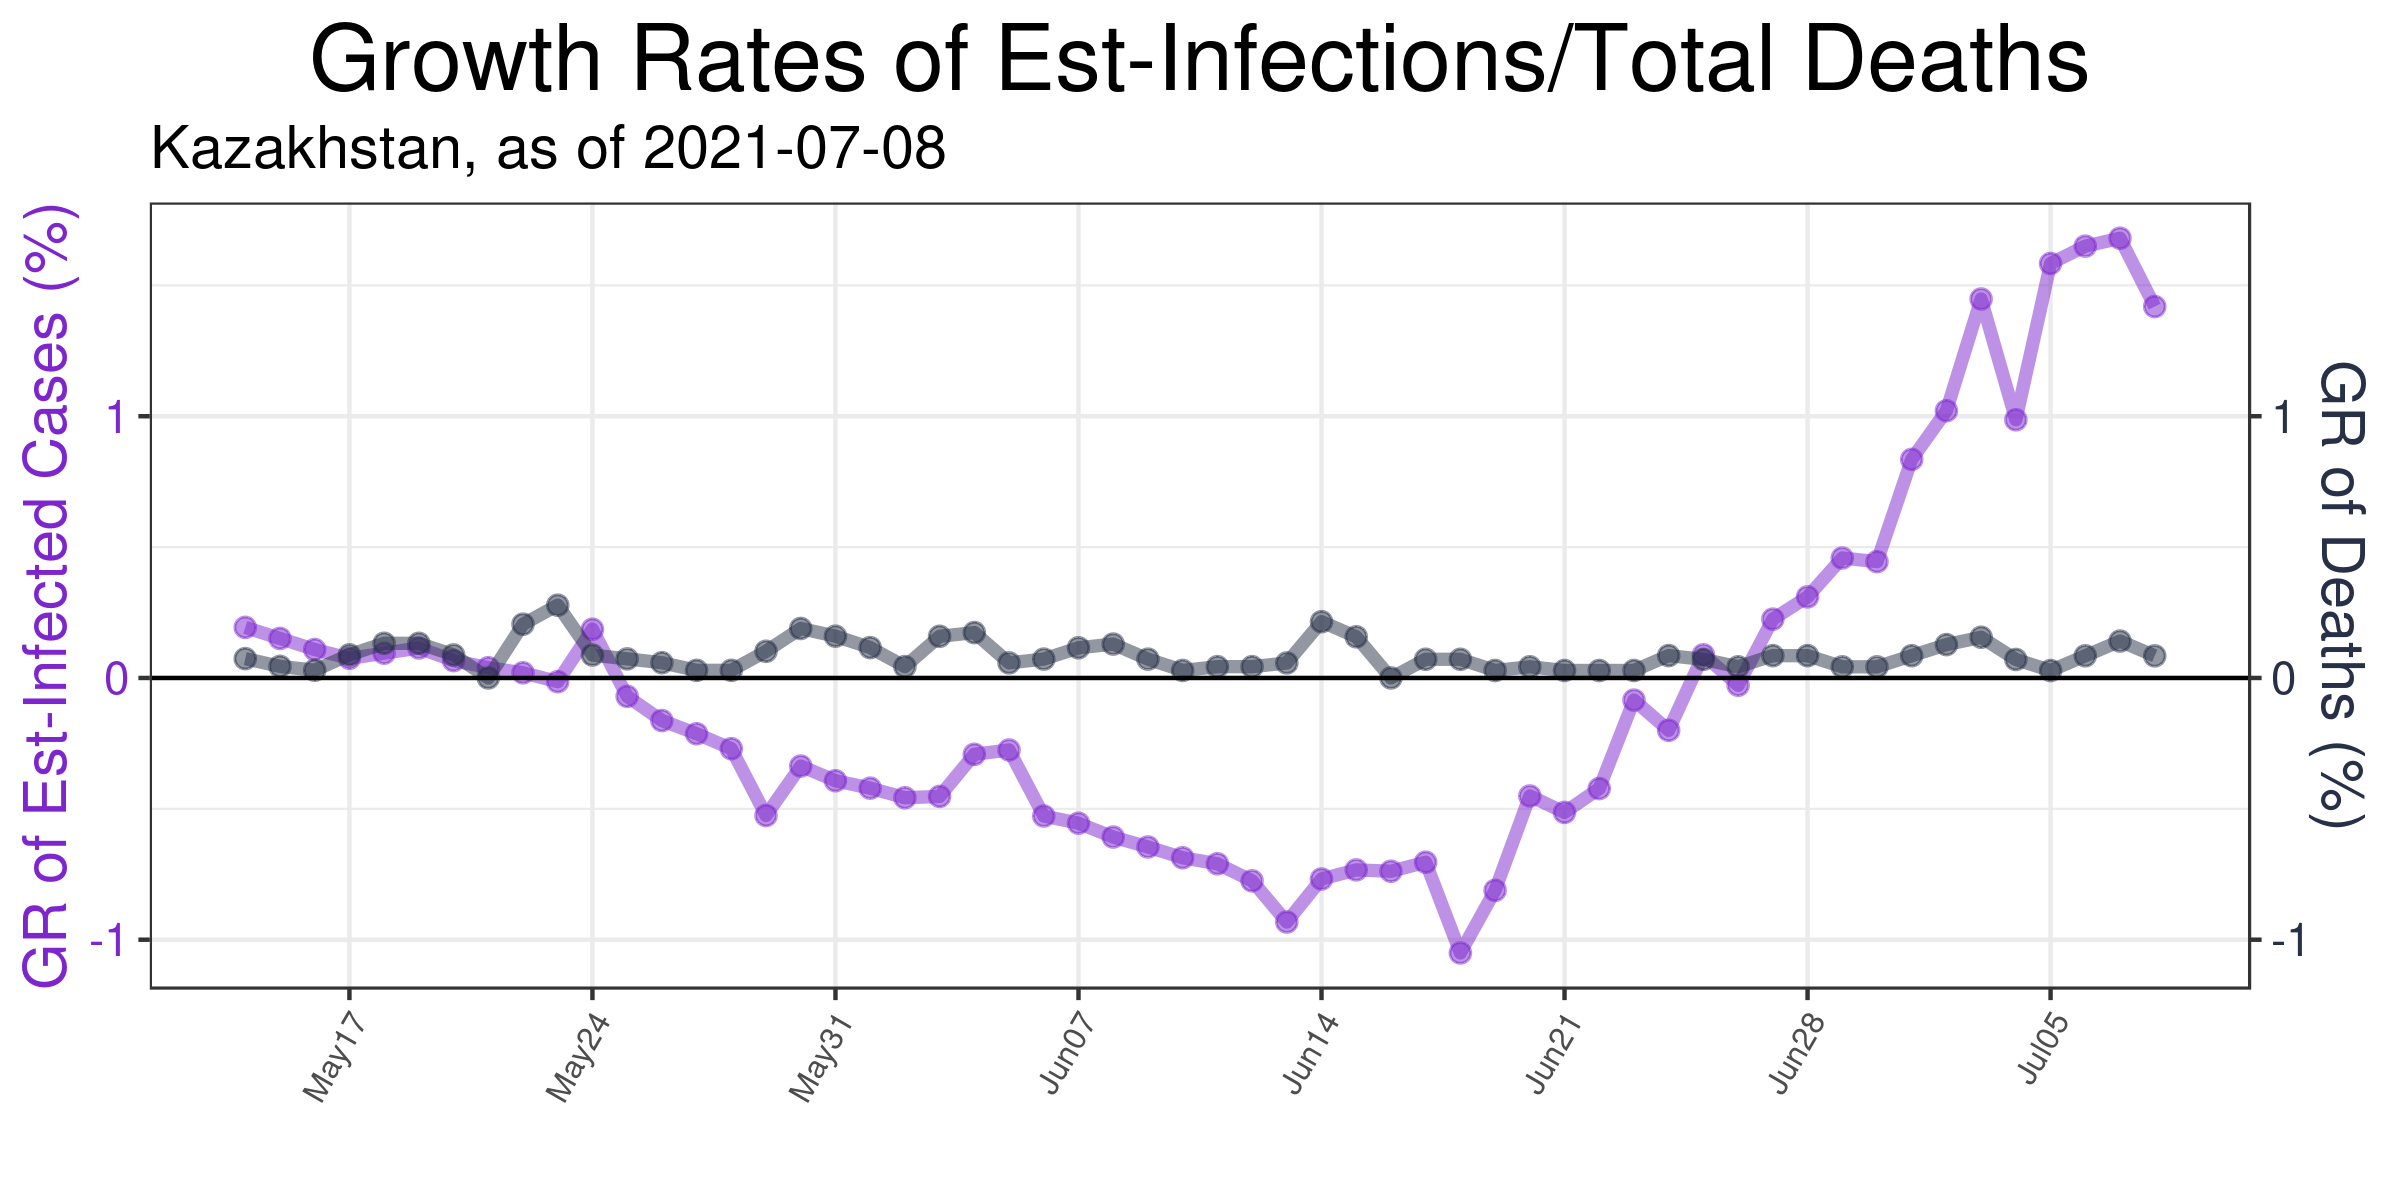 Growth Rates of Est-Infections/Total Deaths
Kazakhstan, as of 2021-07-08
GR of Est-Infected Cases (%)
1
0
-1
1
0
-1
GR of Deaths (%)
May17
May24
May31
Jun07
Jun14
Jun21
Jun28
Jul05